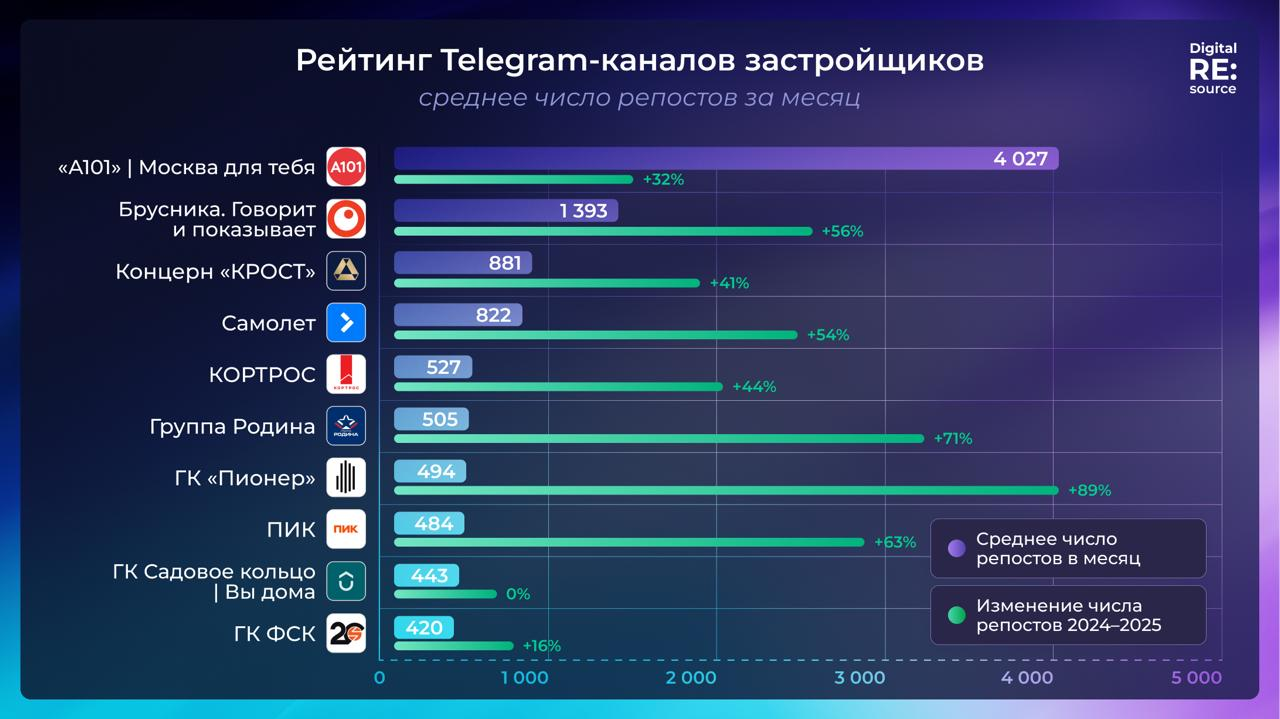 Рейтинг Telegram-каналов застройщиков
среднее число репостов за месяц
Digital
RE:
source
«А101» | Москва для тебя
А101
4 027
+32%
Брусника. Говорит
и показывает
1 393
+56%
Концерн «КРОСТ»
881
+41%
Самолет
822
+54%
КОРТРОС
КОРТРОС
527
+44%
Группа Родина
РОДИНА
505
+71%
ГК «Пионер»
494
+89%
ПИК
ПИК
484
+63%
ГК Садовое кольцо
| Вы дома
443
0%
ГК ФСК
20
420
+16%
Среднее число
репостов в месяц
Изменение числа
репостов 2024–2025
0
1 000
2 000
3 000
4 000
5 000